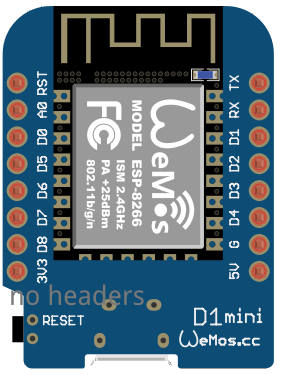 RST
A0
D0
D5
D6
D7
D8
3V3
TX
RX
D1
D2
D3
D4
G
5V
WeMos
MODEL ESP-8266
ISM 2.4GHz
PA +25dBm
802.11b/g/n
FC
no headers
RESET
D1 mini
WeMos.cc